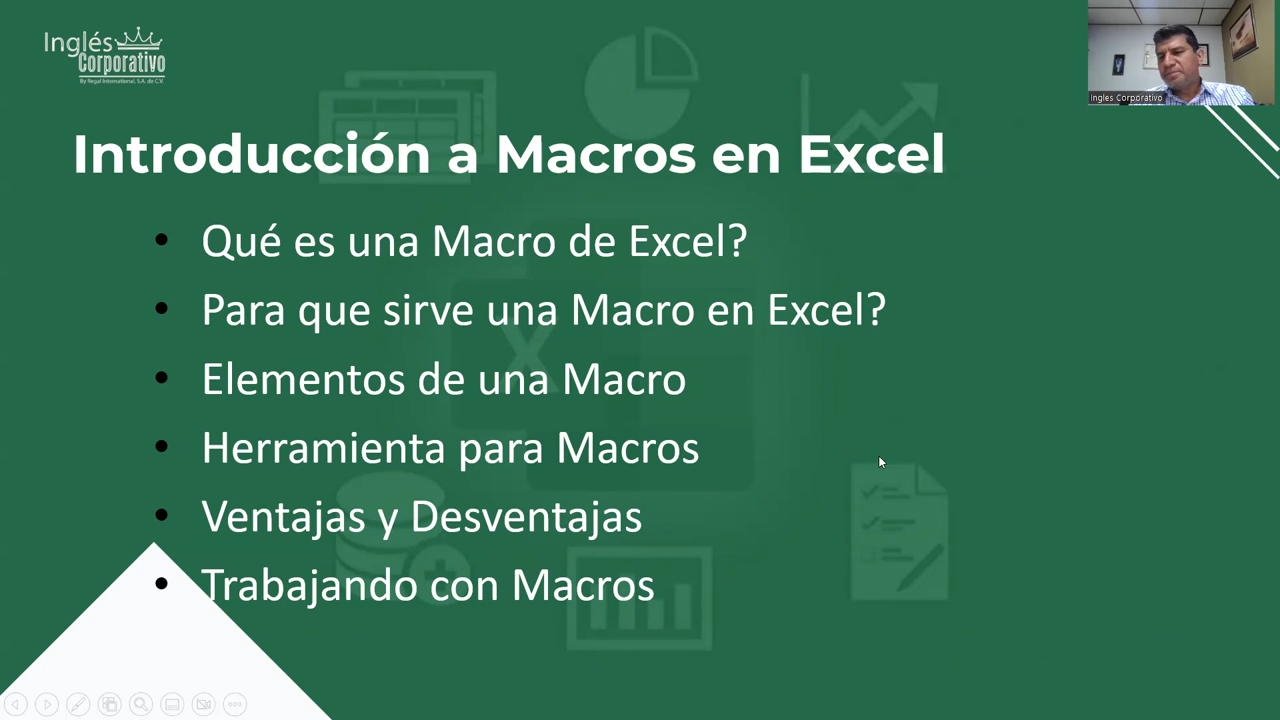 Inglés
Corporativo
By Regal International, S.A. de C.V.
Ingles Corporativo
Introducción a Macros en Excel
• Qué es una Macro de Excel?
• Para que sirve una Macro en Excel?
• Elementos de una Macro
• Herramienta para Macros
• Ventajas y Desventajas
• Trabajando con Macros